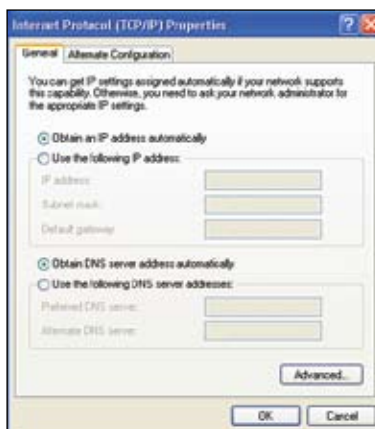 Internet Protocol (TCP/IP) Properties
General
Alternate Configuration
You can get IP settings assigned automatically if your network supports
this capability. Otherwise, you need to ask your network administrator for
the appropriate IP settings.
Obtain an IP address automatically
Use the following IP address:
IP address:
Subnet mask:
Default gateway:
Obtain DNS server address automatically
Use the following DNS server addresses:
Preferred DNS server:
Alternate DNS server:
Advanced...
OK
Cancel